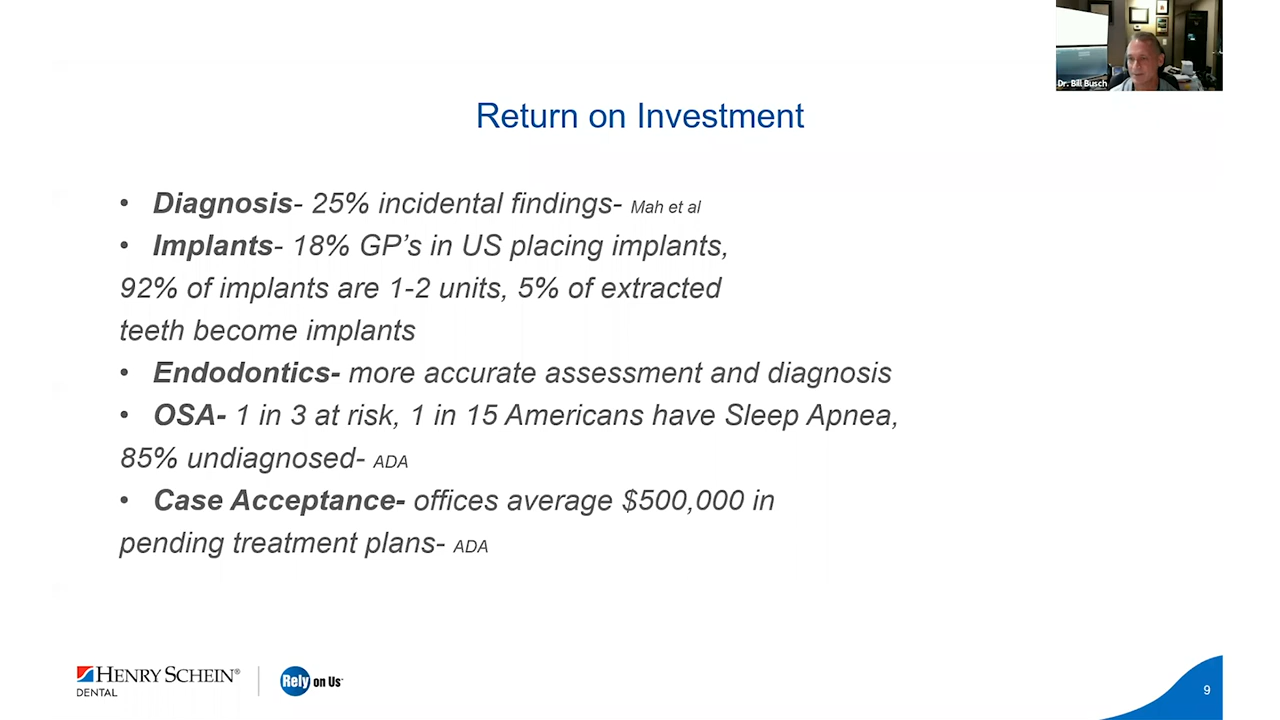 Dr. Bill Busch
Return on Investment
• Diagnosis- 25% incidental findings- Mah et al
• Implants- 18% GP’s in US placing implants,
92% of implants are 1-2 units, 5% of extracted
teeth become implants
• Endodontics- more accurate assessment and diagnosis
• OSA- 1 in 3 at risk, 1 in 15 Americans have Sleep Apnea,
85% undiagnosed- ADA
• Case Acceptance- offices average $500,000 in
pending treatment plans- ADA
HENRY SCHEIN®
DENTAL
Rely on Us™
9